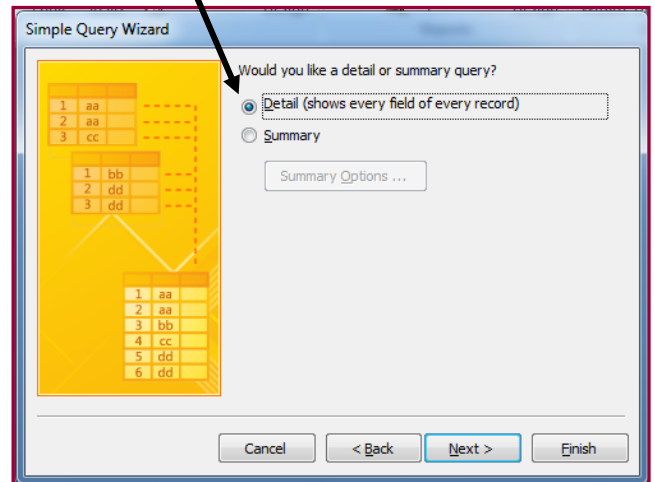 Simple Query Wizard
Would you like a detail or summary query?
Detail (shows every field of every record)
Summary
Summary Options ...
1 aa
2 aa
3 cc
1 bb
2 dd
3 dd
1 aa
2 aa
3 bb
4 cc
5 dd
6 dd
Cancel
< Back
Next >
Finish